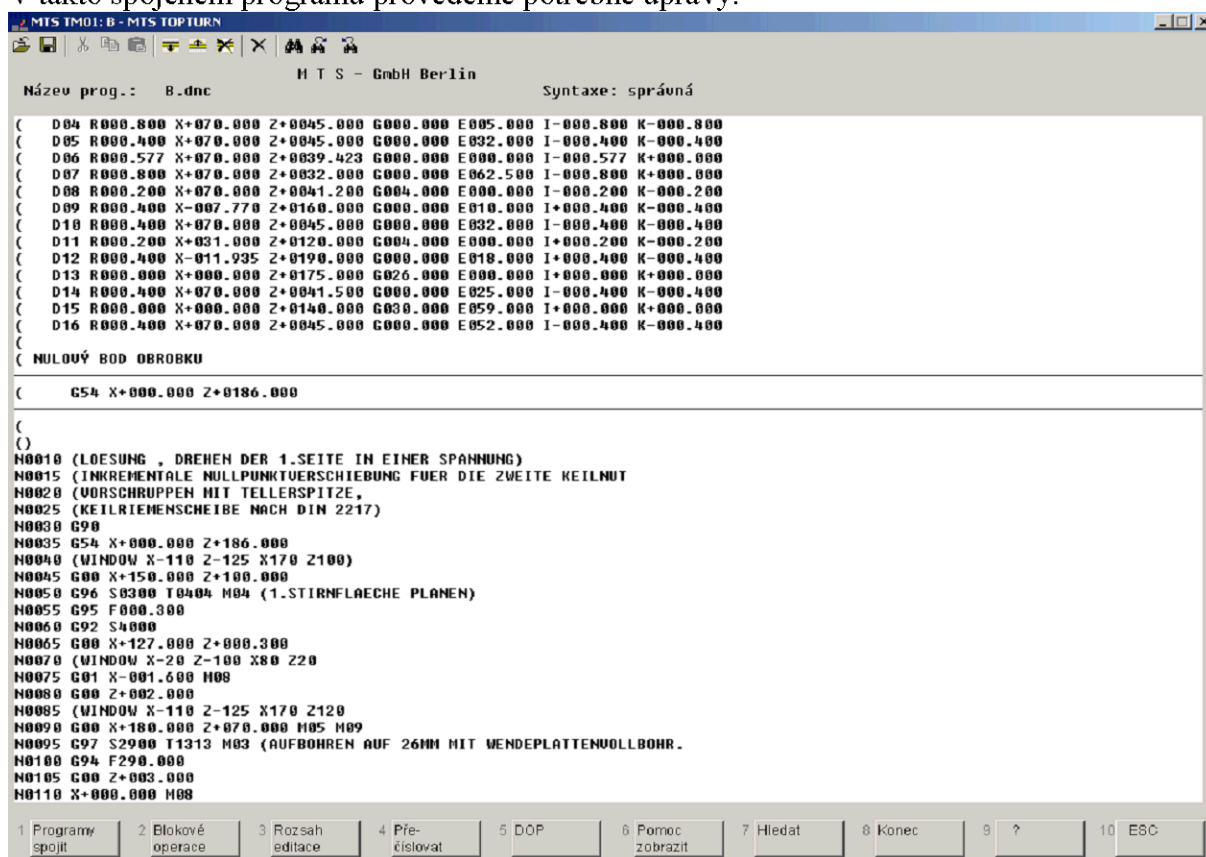 V takto spojeném programu provedeme potřebné úpravy.
MTS TM01: B - MTS TOPTURN
M T S - GmbH Berlin
Název prog.: B.dnc Syntaxe: správná
( D04 R000.800 X+070.000 Z+0045.000 G000.000 E005.000 I-000.800 K-000.800
( D05 R000.400 X+070.000 Z+0045.000 G000.000 E032.000 I-000.400 K-000.400
( D06 R000.577 X+070.000 Z+0039.423 G000.000 E000.000 I-000.577 K+000.000
( D07 R000.800 X+070.000 Z+0032.000 G000.000 E062.500 I-000.800 K+000.000
( D08 R000.200 X+070.000 Z+0041.200 G004.000 E000.000 I-000.200 K-000.200
( D09 R000.400 X-007.770 Z+0160.000 G000.000 E010.000 I+000.400 K-000.400
( D10 R000.400 X+070.000 Z+0045.000 G000.000 E032.000 I-000.400 K-000.400
( D11 R000.200 X+031.000 Z+0120.000 G004.000 E000.000 I+000.200 K-000.200
( D12 R000.400 X-011.935 Z+0190.000 G000.000 E018.000 I+000.400 K-000.400
( D13 R000.000 X+000.000 Z+0175.000 G026.000 E000.000 I+000.000 K+000.000
( D14 R000.400 X+070.000 Z+0041.500 G000.000 E025.000 I-000.400 K-000.400
( D15 R000.000 X+000.000 Z+0140.000 G030.000 E059.000 I+000.000 K+000.000
( D16 R000.400 X+070.000 Z+0045.000 G000.000 E052.000 I-000.400 K-000.400
(
( NULOVÝ BOD OBROBKU
( G54 X+000.000 Z+0186.000
(
()
N0010 (LOESUNG , DREHEN DER 1.SEITE IN EINER SPANNUNG)
N0015 (INKREMENTALE NULLPUNKTVERSCHIEBUNG FUER DIE ZWEITE KEILNUT
N0020 (VORSCHRUPPEN MIT TELLERSPITZE,
N0025 (KEILRIEMENSCHEIBE NACH DIN 2217)
N0030 G90
N0035 G54 X+000.000 Z+186.000
N0040 (WINDOW X-110 Z-125 X170 Z100)
N0045 G00 X+150.000 Z+100.000
N0050 G96 S0300 T0404 M04 (1.STIRNFLAECHE PLANEN)
N0055 G95 F000.300
N0060 G92 S4000
N0065 G00 X+127.000 Z+000.300
N0070 (WINDOW X-20 Z-100 X80 Z20
N0075 G01 X-001.600 M08
N0080 G00 Z+002.000
N0085 (WINDOW X-110 Z-125 X170 Z120
N0090 G00 X+180.000 Z+070.000 M05 M09
N0095 G97 S2900 T1313 M03 (AUFBOHREN AUF 26MM MIT WENDEPLATTENVOLLBOHR.
N0100 G94 F290.000
N0105 G00 Z+003.000
N0110 X+000.000 M08
1 Programy spojit 2 Blokové operace 3 Rozsah editace 4 Pře-číslovat 5 DOP 6 Pomoc zobrazit 7 Hledat 8 Konec 9 ? 10 ESC